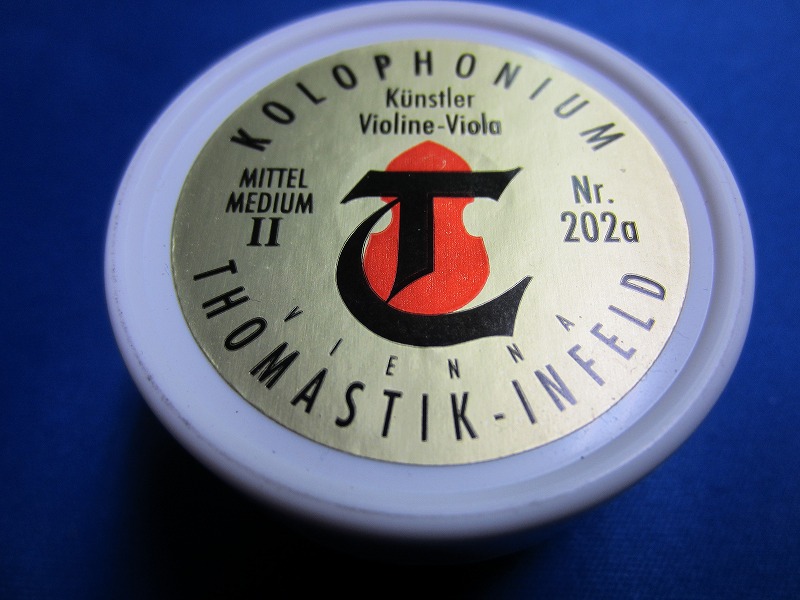 KOLOPHONIUM
Künstler
Violine-Viola
MITTEL
MEDIUM
II
Nr.
202a
VIENNA
THOMASTIK-INFELD